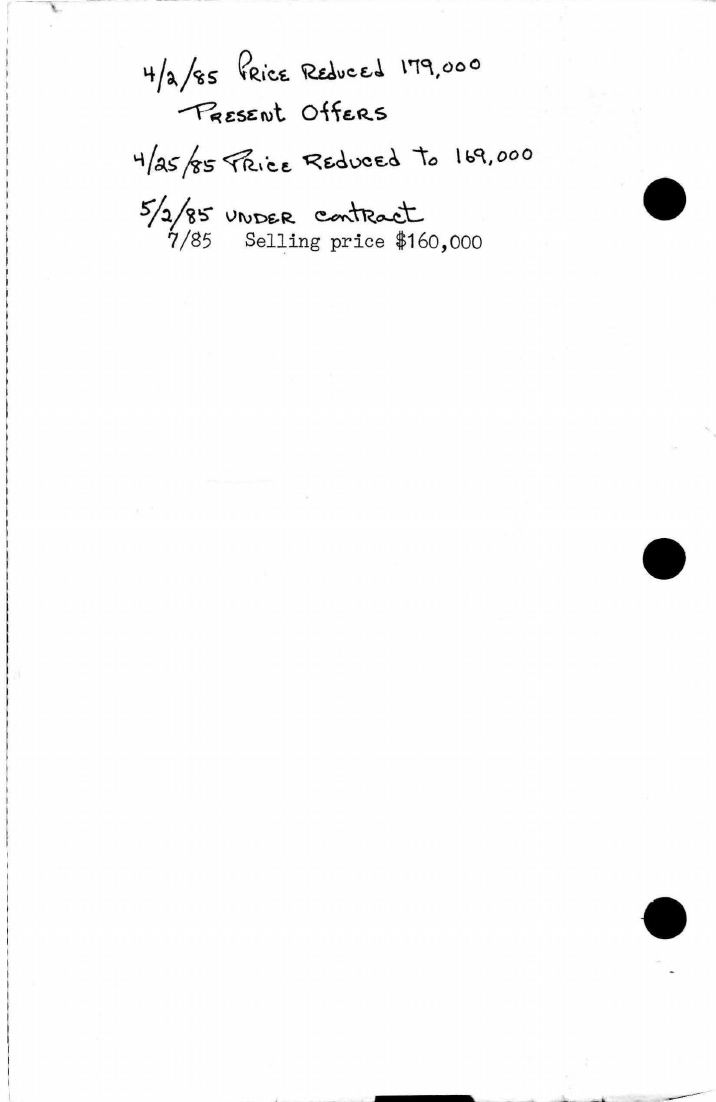 4/2/85 Price Reduced 179,000
Present Offers
4/25/85 Price Reduced to 169,000
5/2/85 UNDER contract
7/85 Selling price $160,000